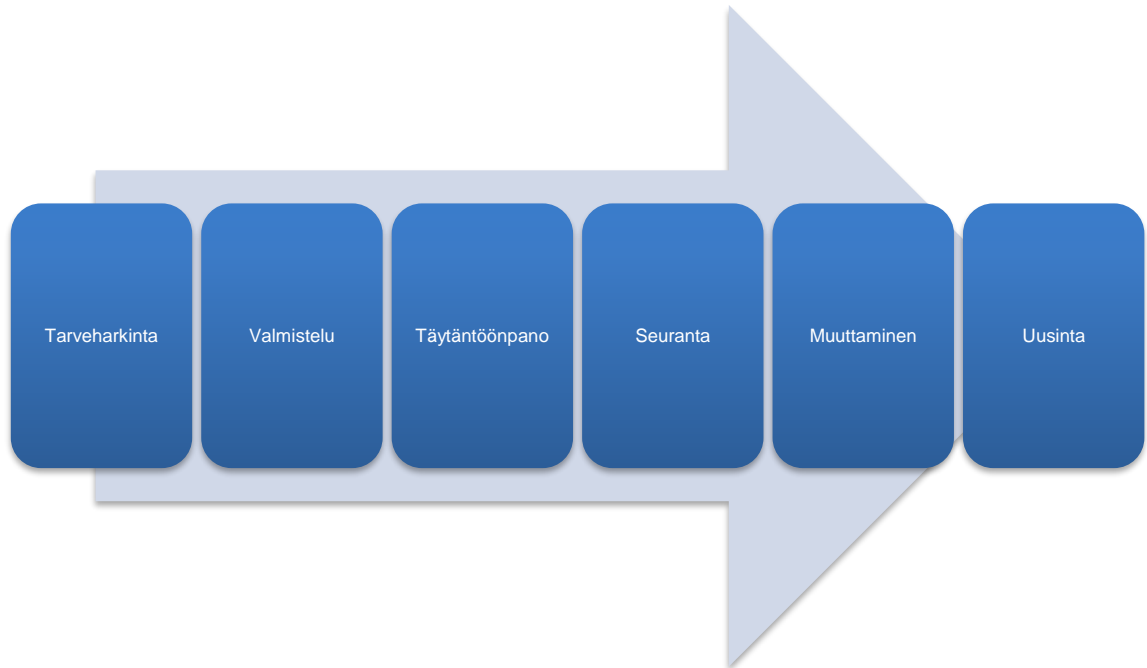 Tarveharkinta
Valmistelu
Täytäntöönpano
Seuranta
Muuttaminen
Uusinta